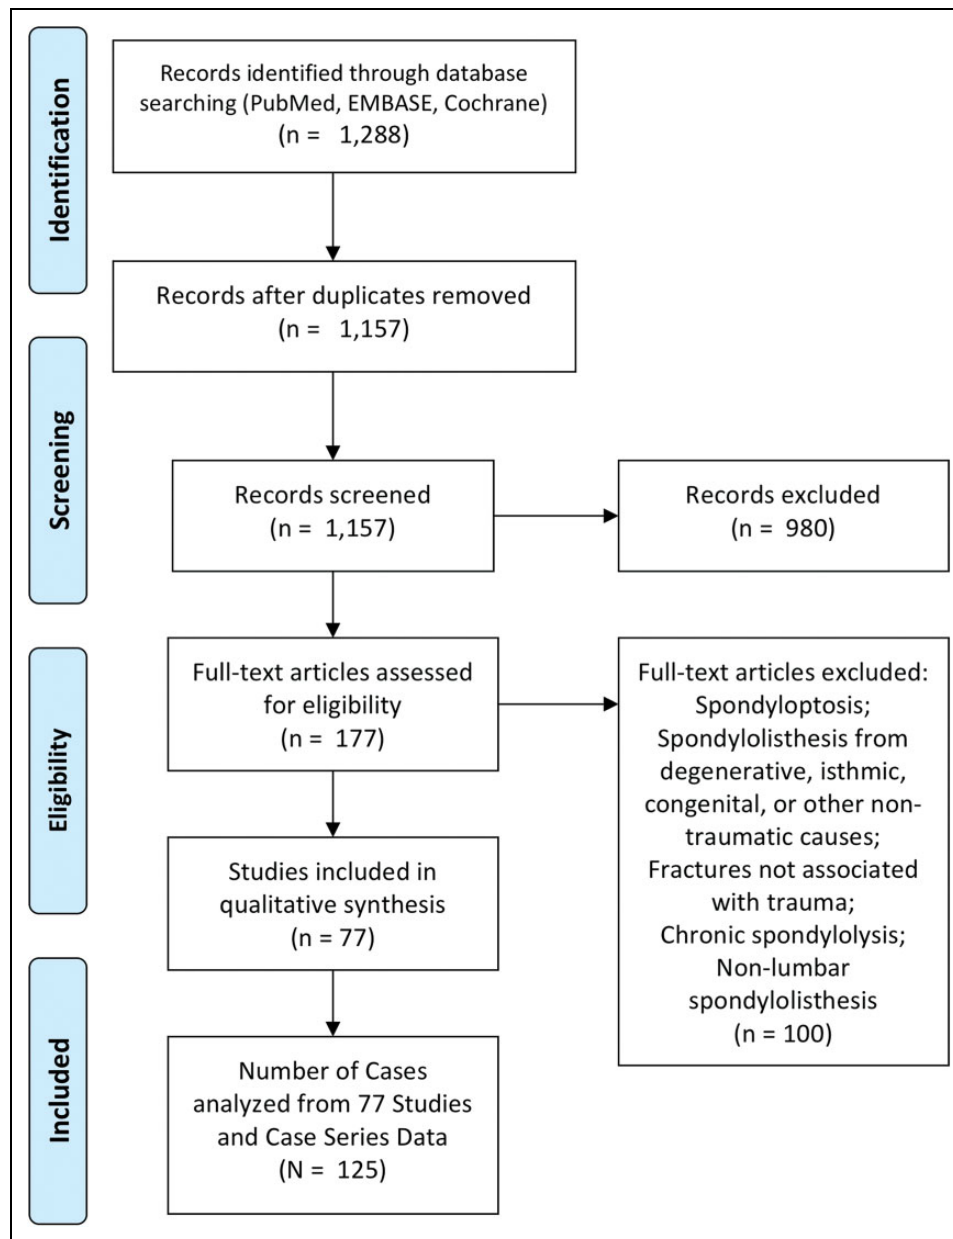 Identification
Records identified through database
searching (PubMed, EMBASE, Cochrane)
(n = 1,288)
Records after duplicates removed
(n = 1,157)
Screening
Records screened
(n = 1,157)
Records excluded
(n = 980)
Eligibility
Full-text articles assessed
for eligibility
(n = 177)
Full-text articles excluded:
Spondyloptosis;
Spondylolisthesis from
degenerative, isthmic,
congenital, or other non-
traumatic causes;
Fractures not associated
with trauma;
Chronic spondylolysis;
Non-lumbar
spondylolisthesis
(n = 100)
Studies included in
qualitative synthesis
(n = 77)
Included
Number of Cases
analyzed from 77 Studies
and Case Series Data
(N = 125)